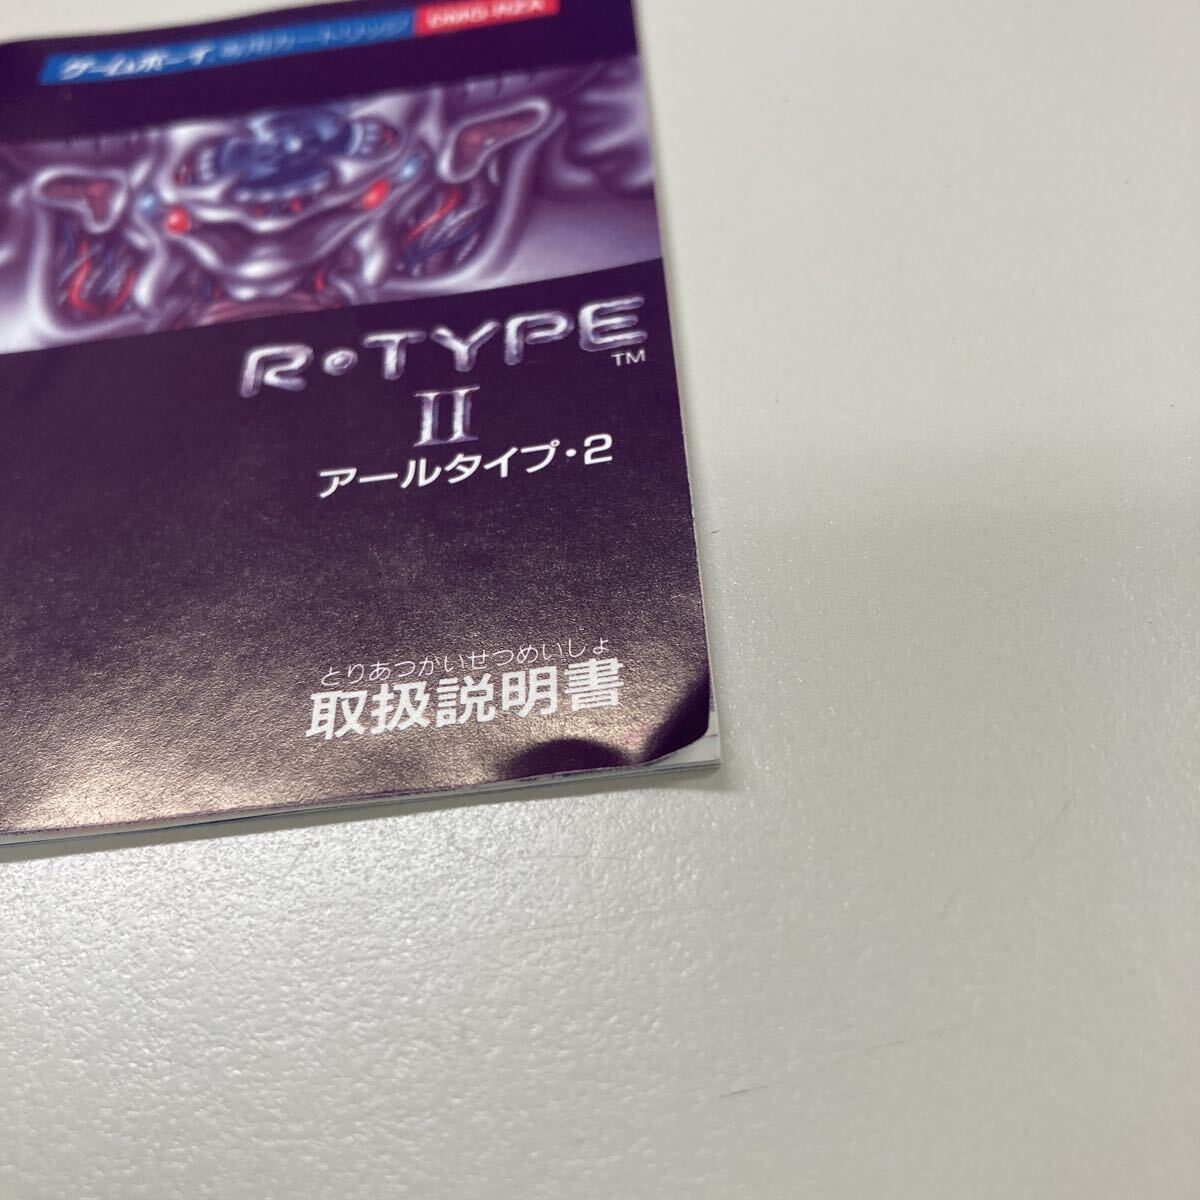 ゲームボーイ専用カートリッジ
R・TYPE TM
II
アールタイプ・2
とりあつかいせつめいしょ
取扱説明書